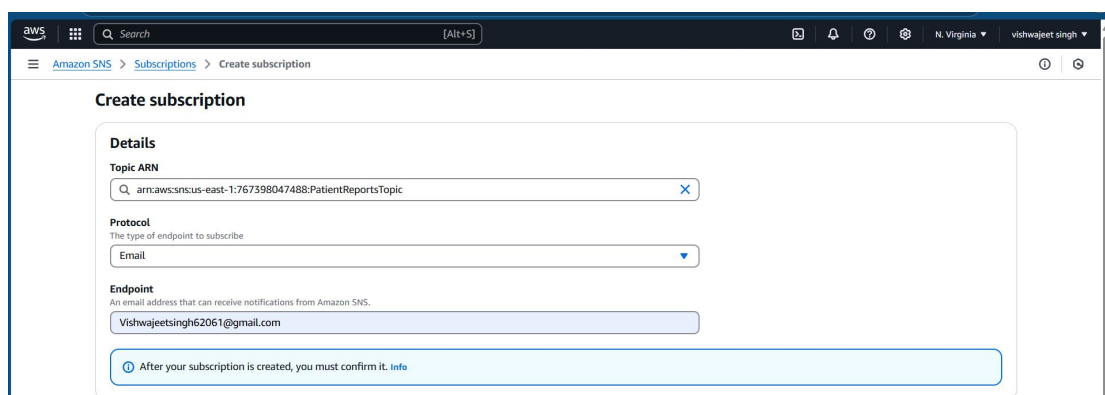 aws
Search [Alt+S] N. Virginia ▼ vishwajeet singh ▼
Amazon SNS > Subscriptions > Create subscription
Create subscription
Details
Topic ARN
arn:aws:sns:us-east-1:767398047488:PatientReportsTopic
Protocol
The type of endpoint to subscribe
Email
Endpoint
An email address that can receive notifications from Amazon SNS.
Vishwajeetsingh62061@gmail.com
After your subscription is created, you must confirm it. Info